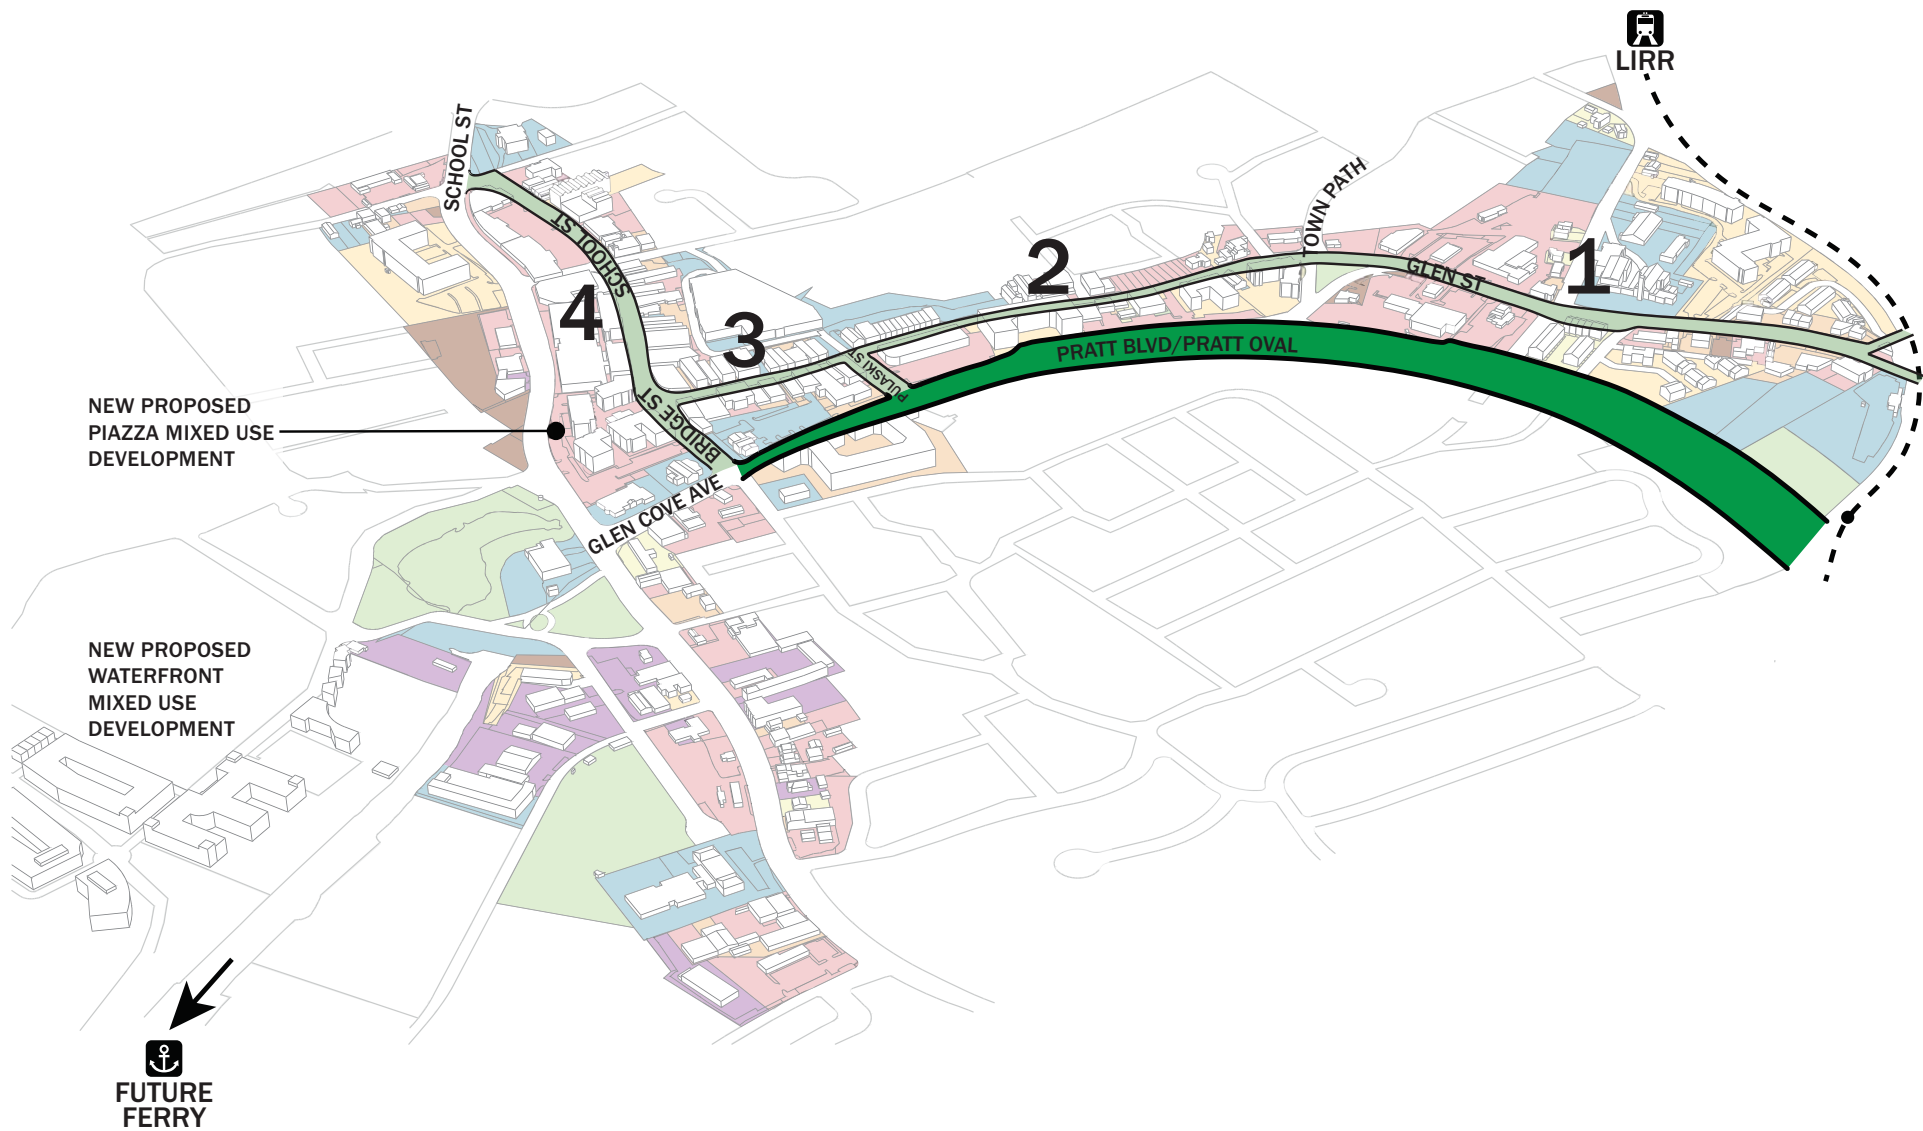 LIRR
SCHOOL ST
TOWN PATH
SCHOOL ST
2
1
GLEN ST
4
3
PULASKI ST
PRATT BLVD/PRATT OVAL
BRIDGE ST
NEW PROPOSED
PIAZZA MIXED USE
DEVELOPMENT
GLEN COVE AVE
NEW PROPOSED
WATERFRONT
MIXED USE
DEVELOPMENT
FUTURE
FERRY